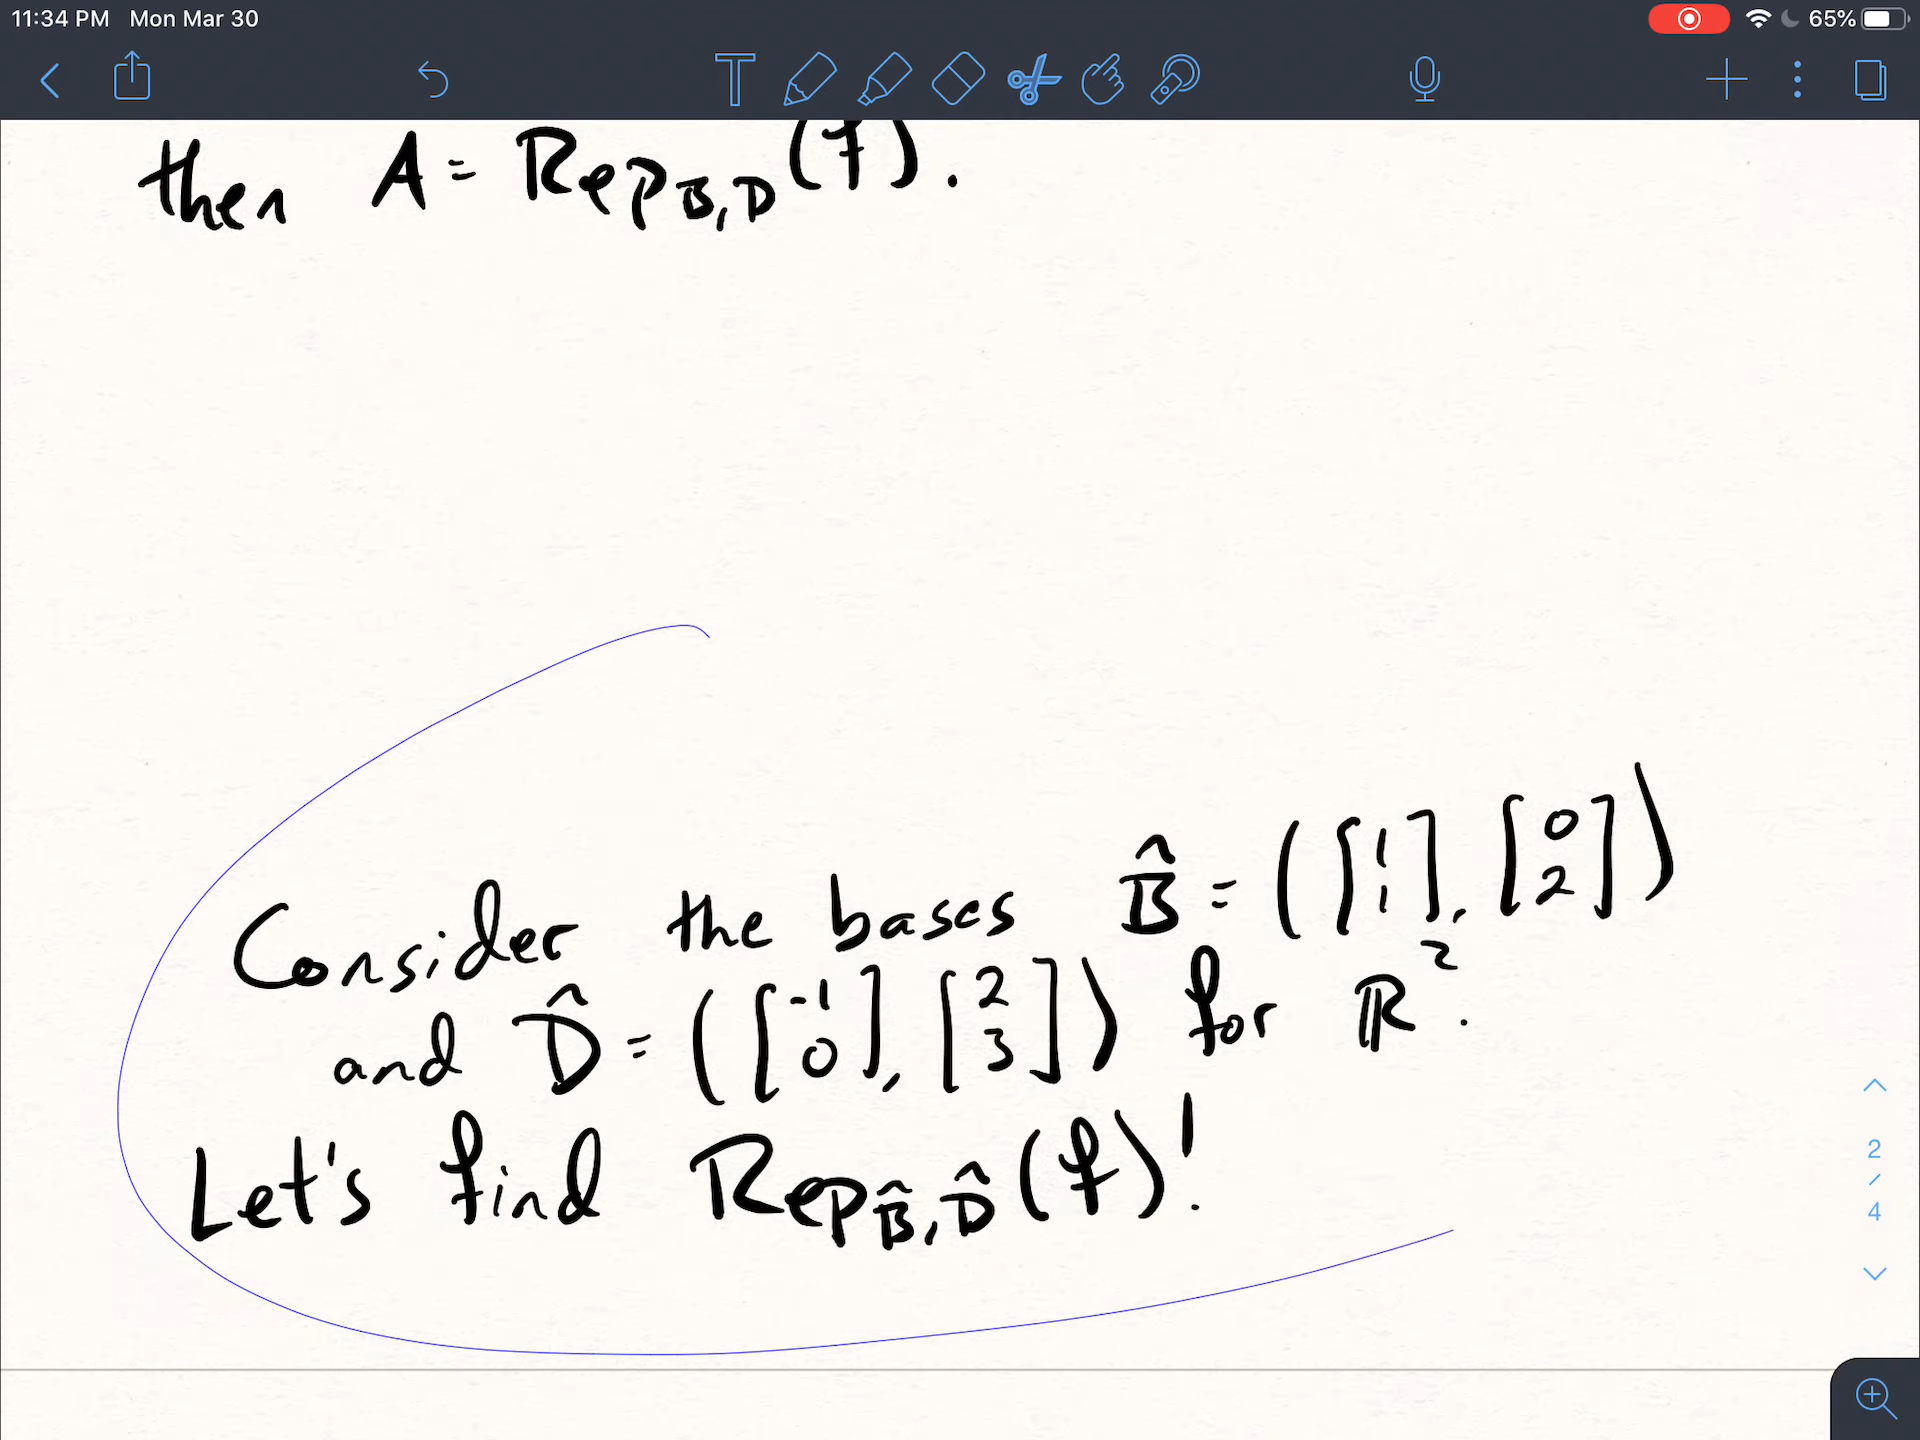 11:34 PM Mon Mar 30 65%
T
then A = Rep_{B,D}(f).
Consider the bases B̂ = ([1 1], [0 2])
and D̂ = ([-1 0], [2 3]) for ℝ².
Let's find Rep_{B̂,D̂}(f)!
2
/
4